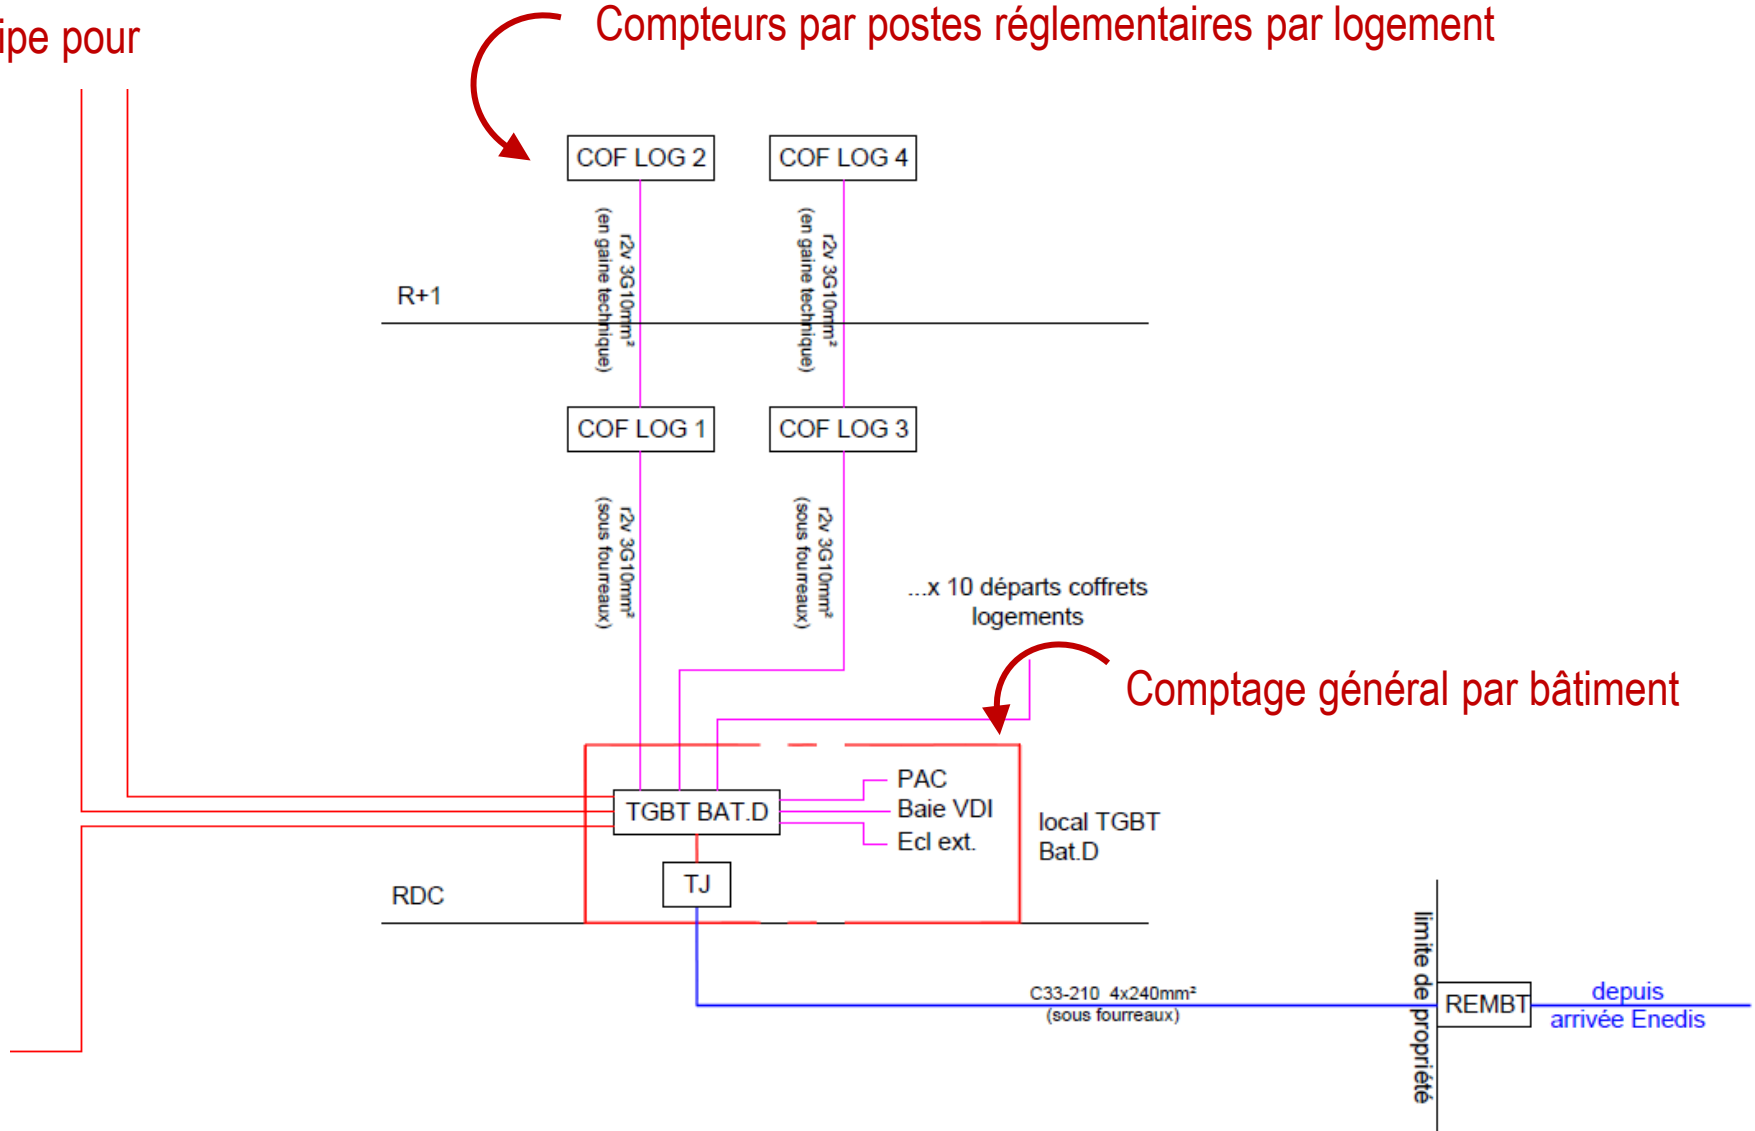 ipe pour
Compteurs par postes réglementaires par logement
COF LOG 2
COF LOG 4
r2v 3G10mm²
(en gaine technique)
r2v 3G10mm²
(en gaine technique)
R+1
COF LOG 1
COF LOG 3
r2v 3G10mm²
(sous fourreaux)
r2v 3G10mm²
(sous fourreaux)
...x 10 départs coffrets
logements
Comptage général par bâtiment
TGBT BAT.D
PAC
Baie VDI
Ecl ext.
local TGBT
Bat.D
TJ
RDC
limite de propriété
C33-210 4x240mm²
(sous fourreaux)
REMBT
depuis
arrivée Enedis